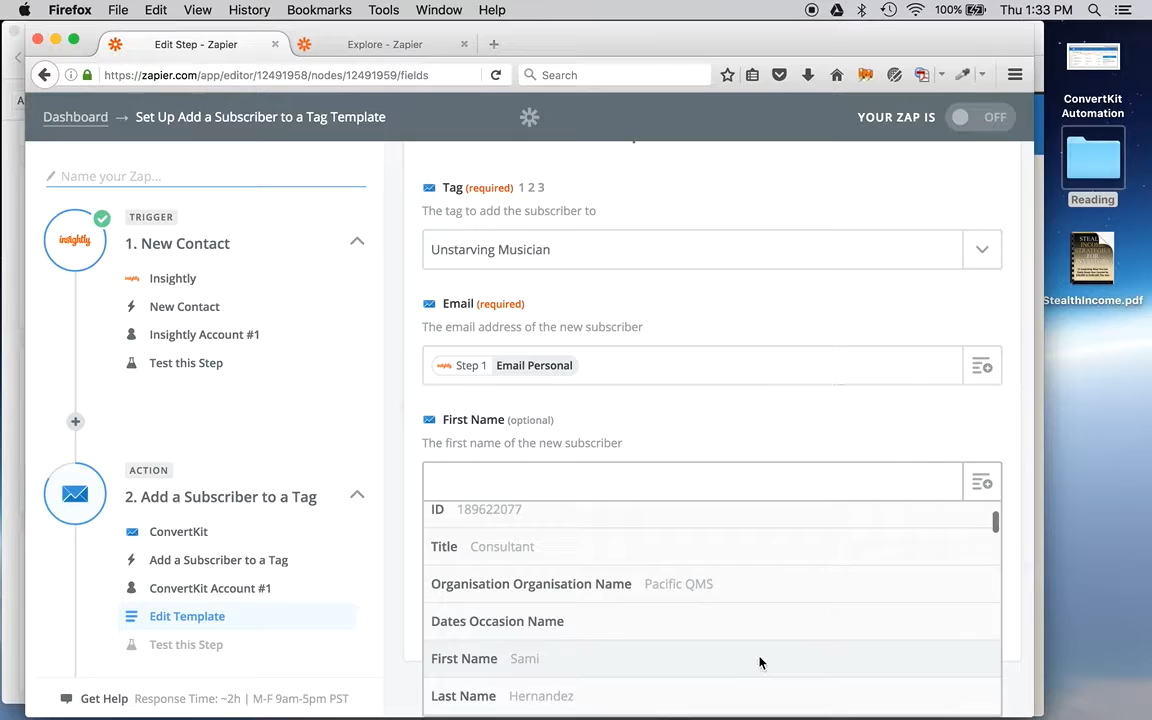 Firefox File Edit View History Bookmarks Tools Window Help 100% Thu 1:33 PM
Edit Step - Zapier × Explore - Zapier × +
https://zapier.com/app/editor/12491958/nodes/12491959/fields Search
Dashboard → Set Up Add a Subscriber to a Tag Template YOUR ZAP IS OFF
Name your Zap...
TRIGGER
insightly
1. New Contact
Insightly
New Contact
Insightly Account #1
Test this Step
+
ACTION
2. Add a Subscriber to a Tag
ConvertKit
Add a Subscriber to a Tag
ConvertKit Account #1
Edit Template
Test this Step
Get Help Response Time: ~2h | M-F 9am-5pm PST
Tag (required) 1 2 3
The tag to add the subscriber to
Unstarving Musician
Email (required)
The email address of the new subscriber
Step 1 Email Personal
First Name (optional)
The first name of the new subscriber
ID 189622077
Title Consultant
Organisation Organisation Name Pacific QMS
Dates Occasion Name
First Name Sami
Last Name Hernandez
ConvertKit
Automation
Reading
StealthIncome.pdf